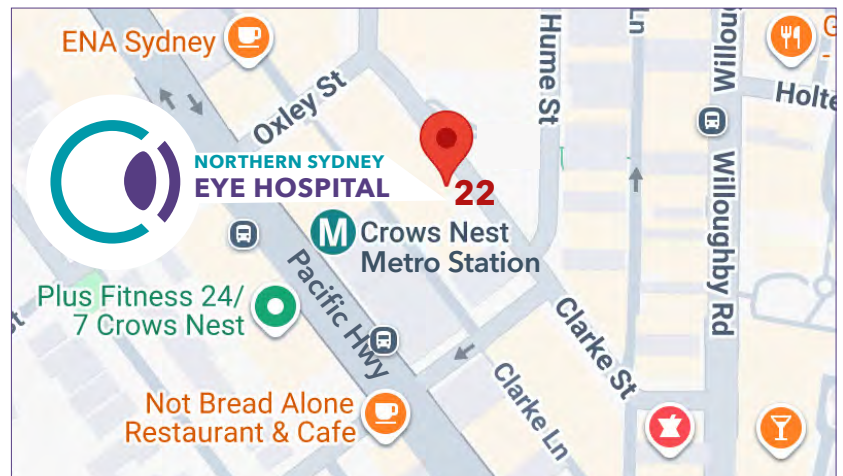 ENA Sydney
Oxley St
Hume St
Ln
Willou
G
Holte
NORTHERN SYDNEY
EYE HOSPITAL
22
M Crows Nest
Metro Station
Pacific Hwy
Willoughby Rd
Plus Fitness 24/
7 Crows Nest
Clarke St
Clarke Ln
Not Bread Alone
Restaurant & Cafe